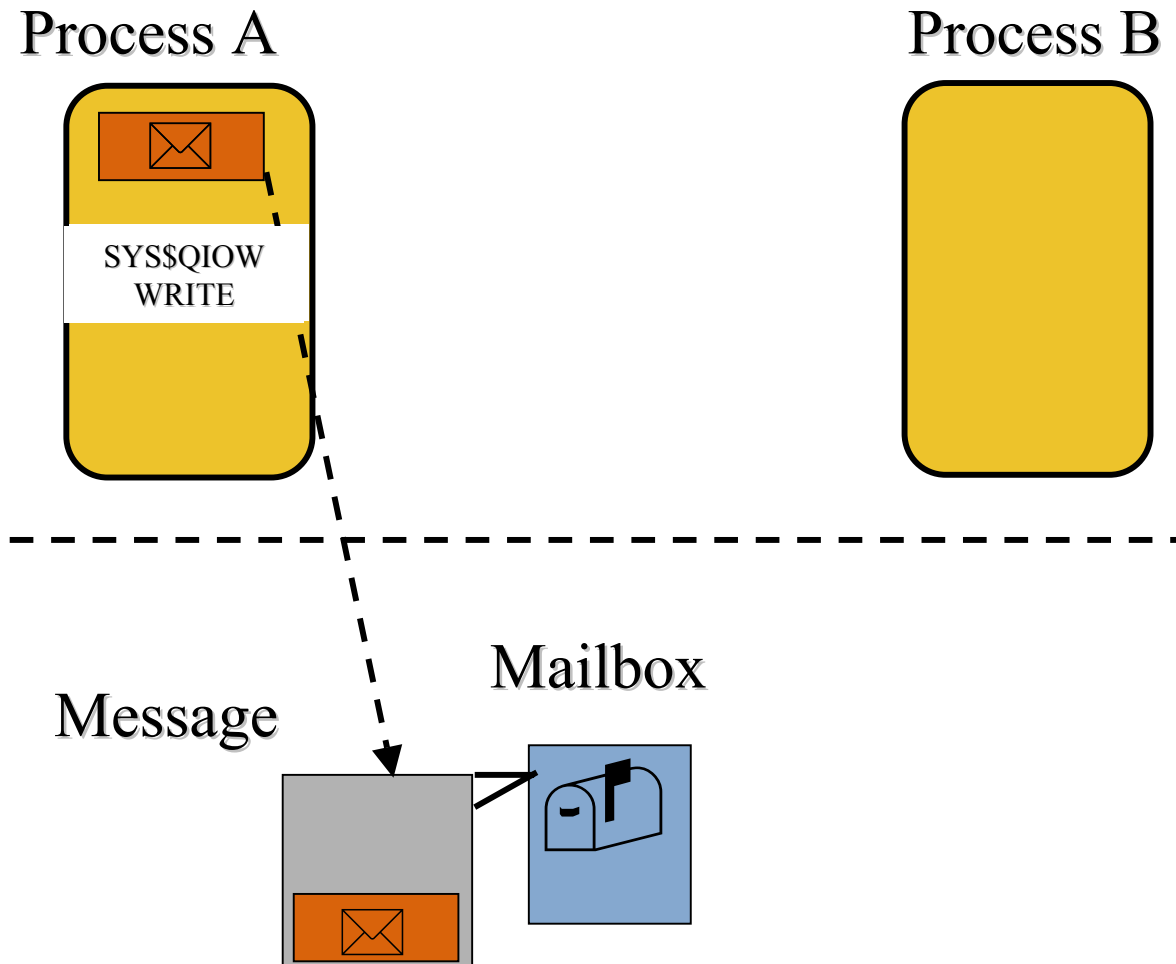 Process A
Process B
SYS$QIOW
WRITE
Mailbox
Message